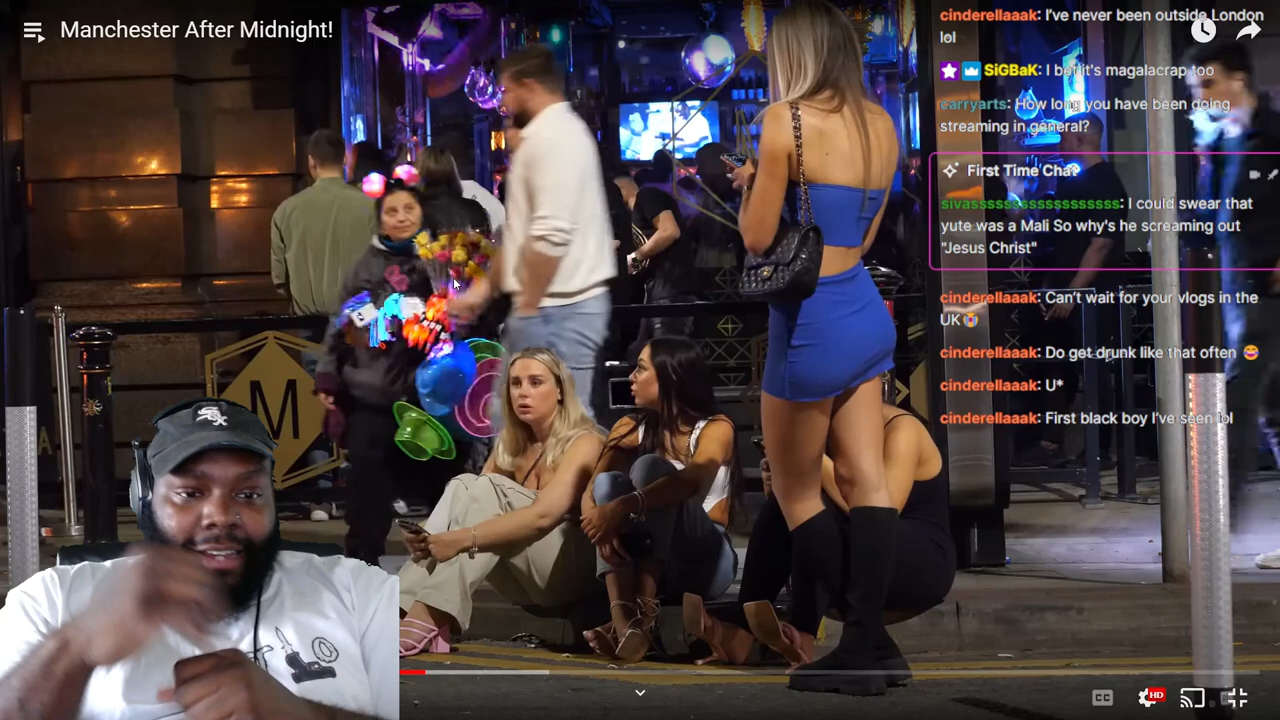 Manchester After Midnight!
cinderellaaak: I've never been outside London
lol
SiGBaK: I bet it's magalacrap too
carryarts: How long you have been doing
streaming in general?
First Time Chat
sivassssssssssssssssssss: I could swear that
yute was a Mali So why's he screaming out
"Jesus Christ"
cinderellaaak: Can't wait for your vlogs in the
UK😭
cinderellaaak: Do get drunk like that often 😄
cinderellaaak: U*
cinderellaaak: First black boy I've seen lol
M
SOX
CC
HD